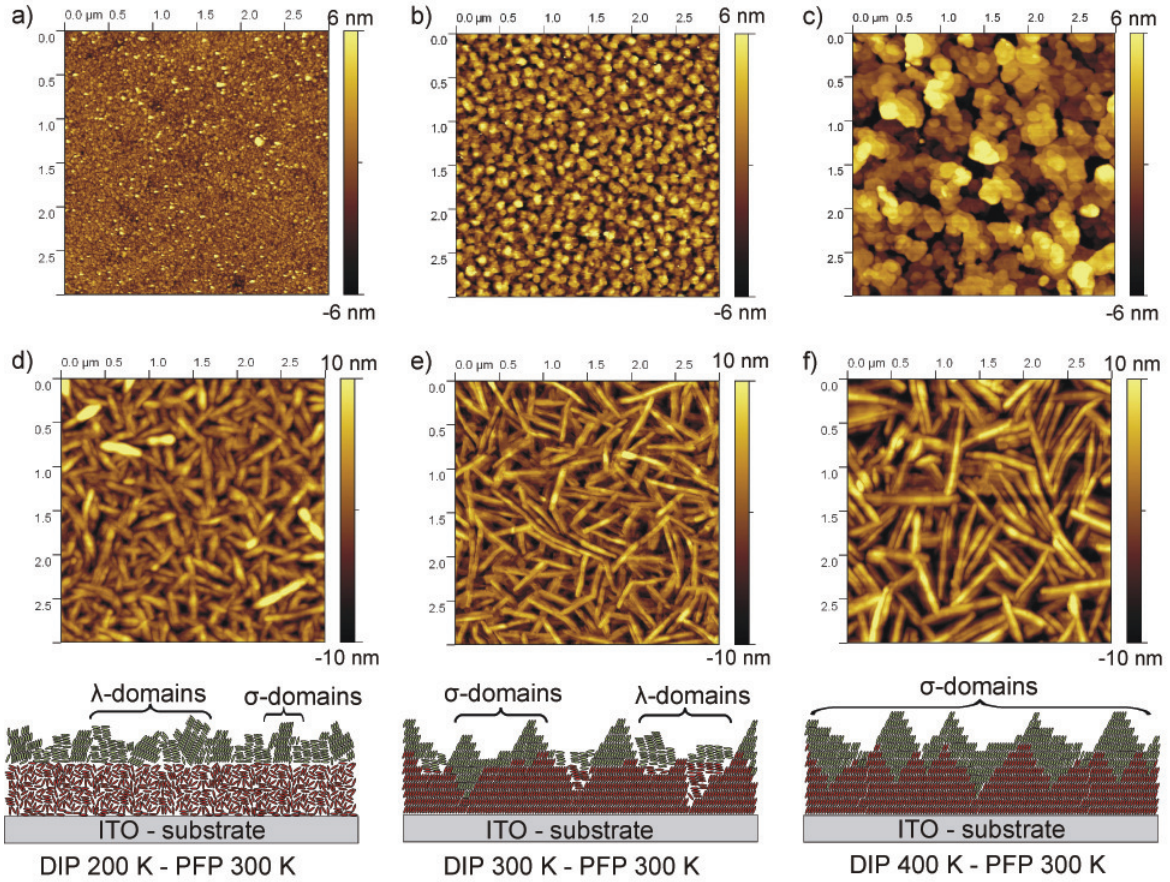 a) 0.0 μm 0.5 1.0 1.5 2.0 2.5 6 nm
0.0
0.5
1.0
1.5
2.0
2.5
-6 nm
b) 0.0 μm 0.5 1.0 1.5 2.0 2.5 6 nm
0.0
0.5
1.0
1.5
2.0
2.5
-6 nm
c) 0.0 μm 0.5 1.0 1.5 2.0 2.5 6 nm
0.0
0.5
1.0
1.5
2.0
2.5
-6 nm
d) 0.0 μm 0.5 1.0 1.5 2.0 2.5 10 nm
0.0
0.5
1.0
1.5
2.0
2.5
-10 nm
e) 0.0 μm 0.5 1.0 1.5 2.0 2.5 10 nm
0.0
0.5
1.0
1.5
2.0
2.5
-10 nm
f) 0.0 μm 0.5 1.0 1.5 2.0 2.5 10 nm
0.0
0.5
1.0
1.5
2.0
2.5
-10 nm
λ-domains σ-domains
ITO - substrate
DIP 200 K - PFP 300 K
σ-domains λ-domains
ITO - substrate
DIP 300 K - PFP 300 K
σ-domains
ITO - substrate
DIP 400 K - PFP 300 K